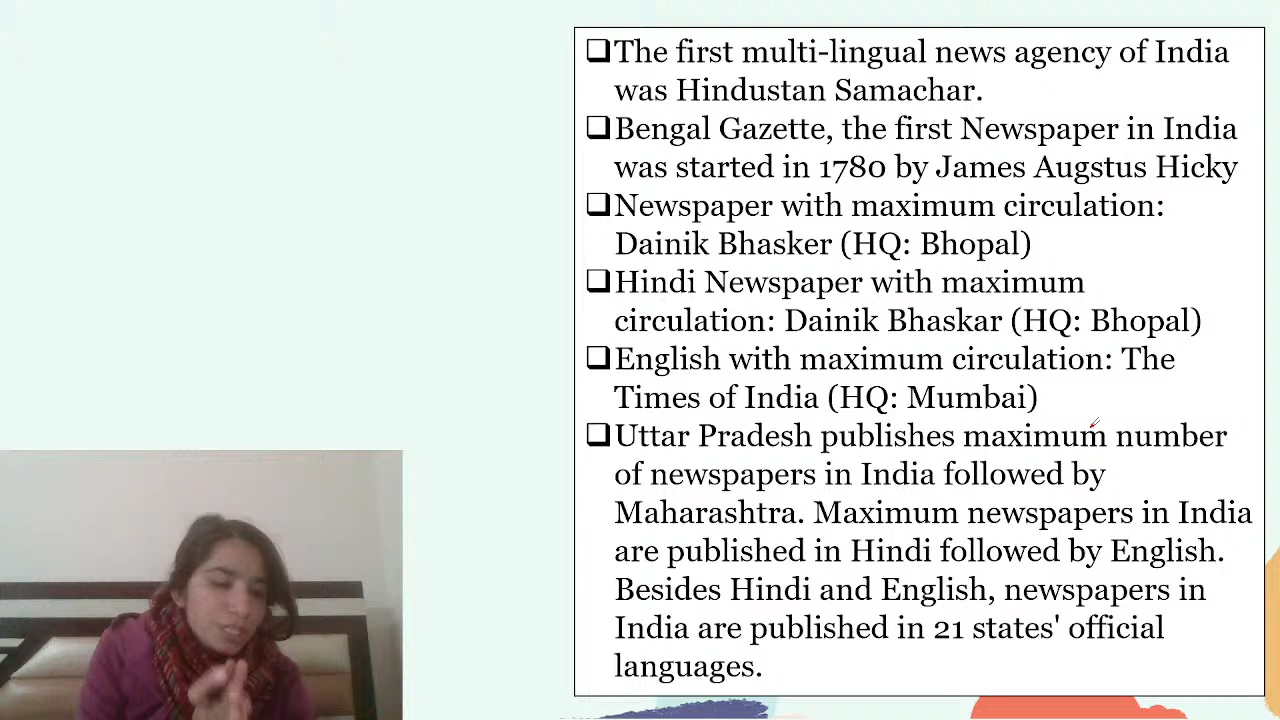 ❑The first multi-lingual news agency of India
was Hindustan Samachar.
❑Bengal Gazette, the first Newspaper in India
was started in 1780 by James Augstus Hicky
❑Newspaper with maximum circulation:
Dainik Bhasker (HQ: Bhopal)
❑Hindi Newspaper with maximum
circulation: Dainik Bhaskar (HQ: Bhopal)
❑English with maximum circulation: The
Times of India (HQ: Mumbai)
❑Uttar Pradesh publishes maximum number
of newspapers in India followed by
Maharashtra. Maximum newspapers in India
are published in Hindi followed by English.
Besides Hindi and English, newspapers in
India are published in 21 states' official
languages.